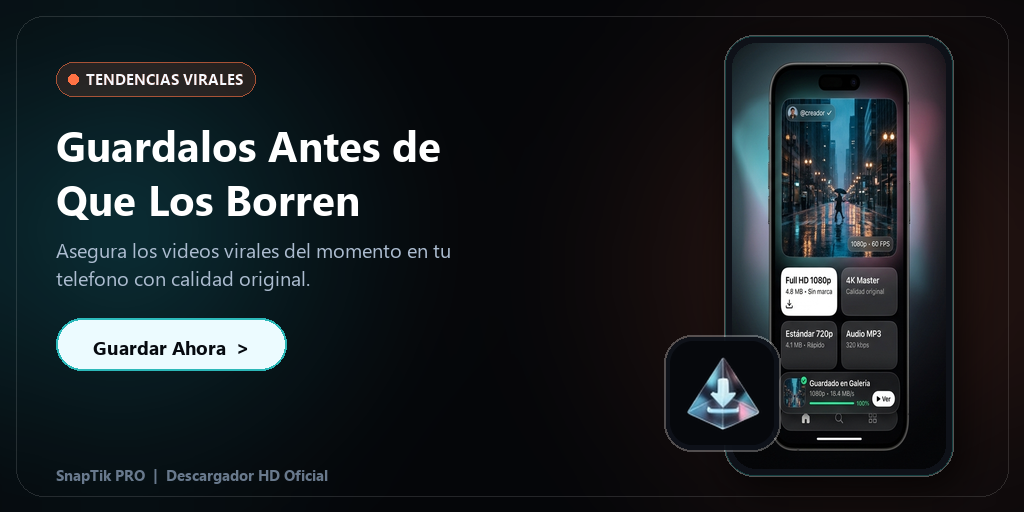 TENDENCIAS VIRALES
Guardalos Antes de
Que Los Borren
Asegura los videos virales del momento en tu
telefono con calidad original.
Guardar Ahora >
SnapTik PRO | Descargador HD Oficial
@creador ✓
1080p • 60 FPS
Full HD 1080p
4.8 MB • Sin marca
4K Master
Calidad original
Estándar 720p
4.1 MB • Rápido
Audio MP3
320 kbps
Guardado en Galería
1080p • 18.4 MB/s
100%
Ver